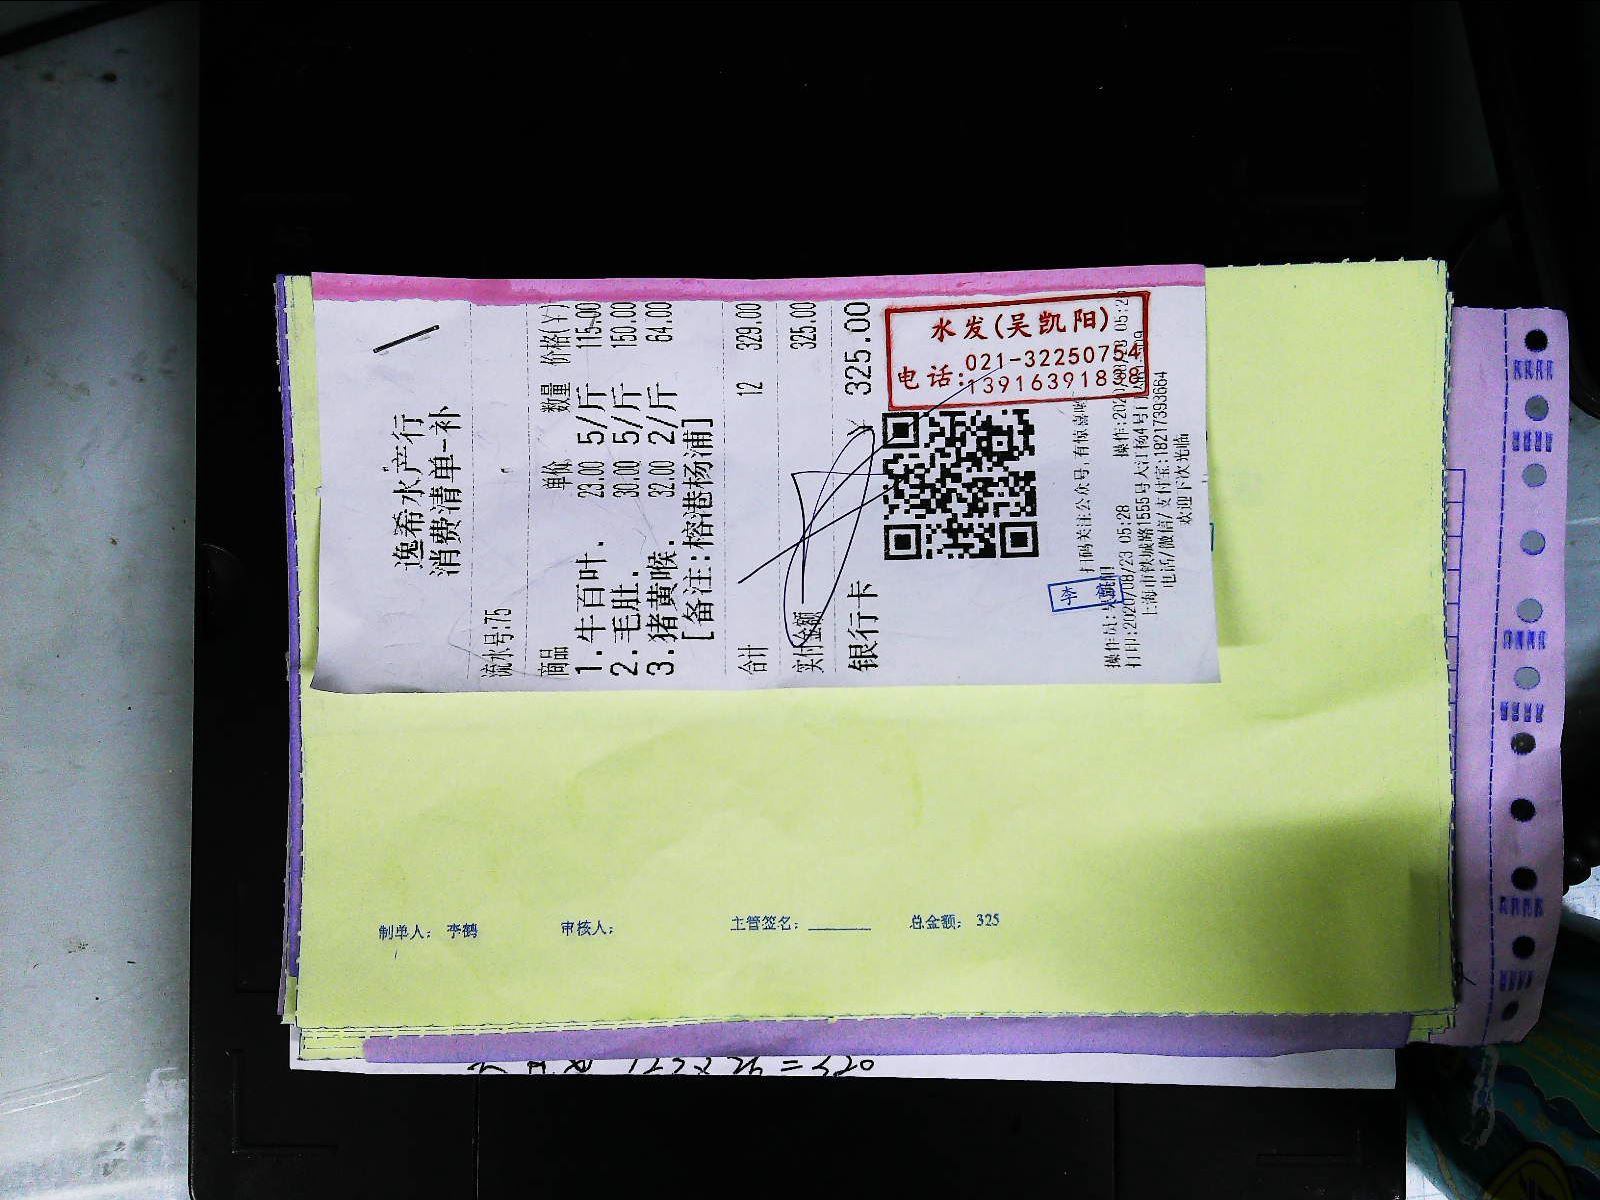 逸希水产行
消费清单-补
流水号:75
商品 单价 数量 价格(¥)
1.牛百叶. 23.00 5/斤 115.00
2.毛肚. 30.00 5/斤 150.00
3.猪黄喉. 32.00 2/斤 64.00
[备注:榕港杨浦]
合计 12 329.00
实付金额 325.00
银行卡 ¥ 325.00
水发(吴凯阳)
电话:021-32250754
扫码关注公众号,有惊喜哟
操作员:
打印:2020/08/23 05:28
上海市铁城路1555号大江杨4号
电话/微信/支付宝:18217393664
欢迎下次光临
李
制单人: 李鹤 审核人: 主管签名: 总金额: 325